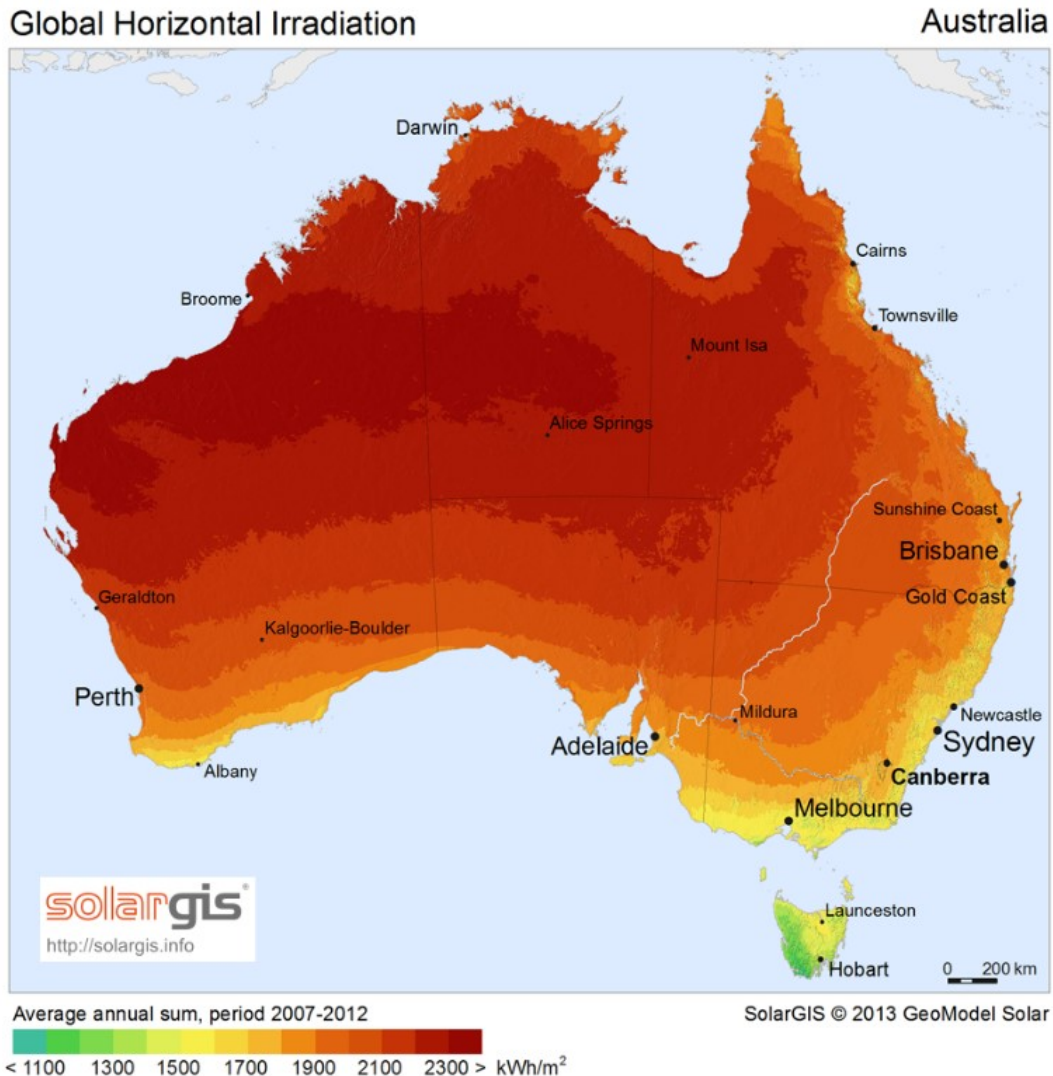 Global Horizontal Irradiation
Australia
Darwin
Cairns
Broome
Townsville
Mount Isa
Alice Springs
Sunshine Coast
Brisbane
Gold Coast
Geraldton
Kalgoorlie-Boulder
Perth
Mildura
Newcastle
Adelaide
Sydney
Albany
Canberra
Melbourne
solargis®
http://solargis.info
Launceston
Hobart
0 200 km
Average annual sum, period 2007-2012
SolarGIS © 2013 GeoModel Solar
< 1100 1300 1500 1700 1900 2100 2300 > kWh/m²